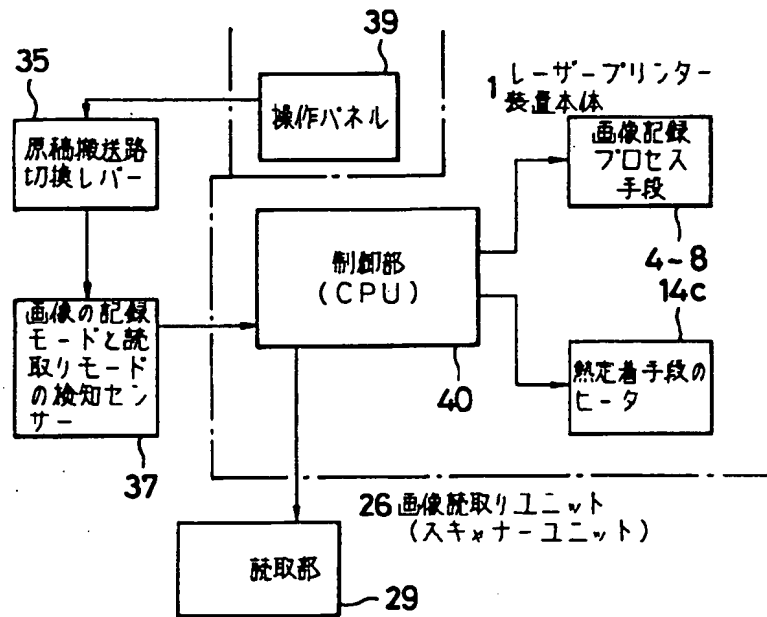 39
操作パネル
35
原稿搬送路
切換レバー
1 レーザープリンター
装置本体
画像記録
プロセス
手段
4~8
14c
制御部
(CPU)
40
画像の記録
モードと読
取りモード
の検知セン
サー
37
熱定着手段の
ヒータ
26 画像読取りユニット
(スキャナーユニット)
読取部
29